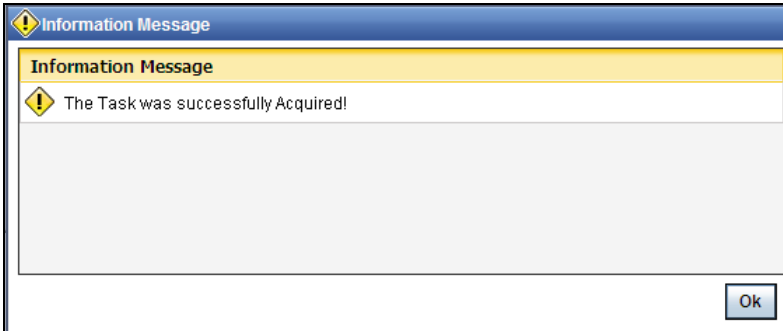 Information Message
Information Message
The Task was successfully Acquired!
Ok